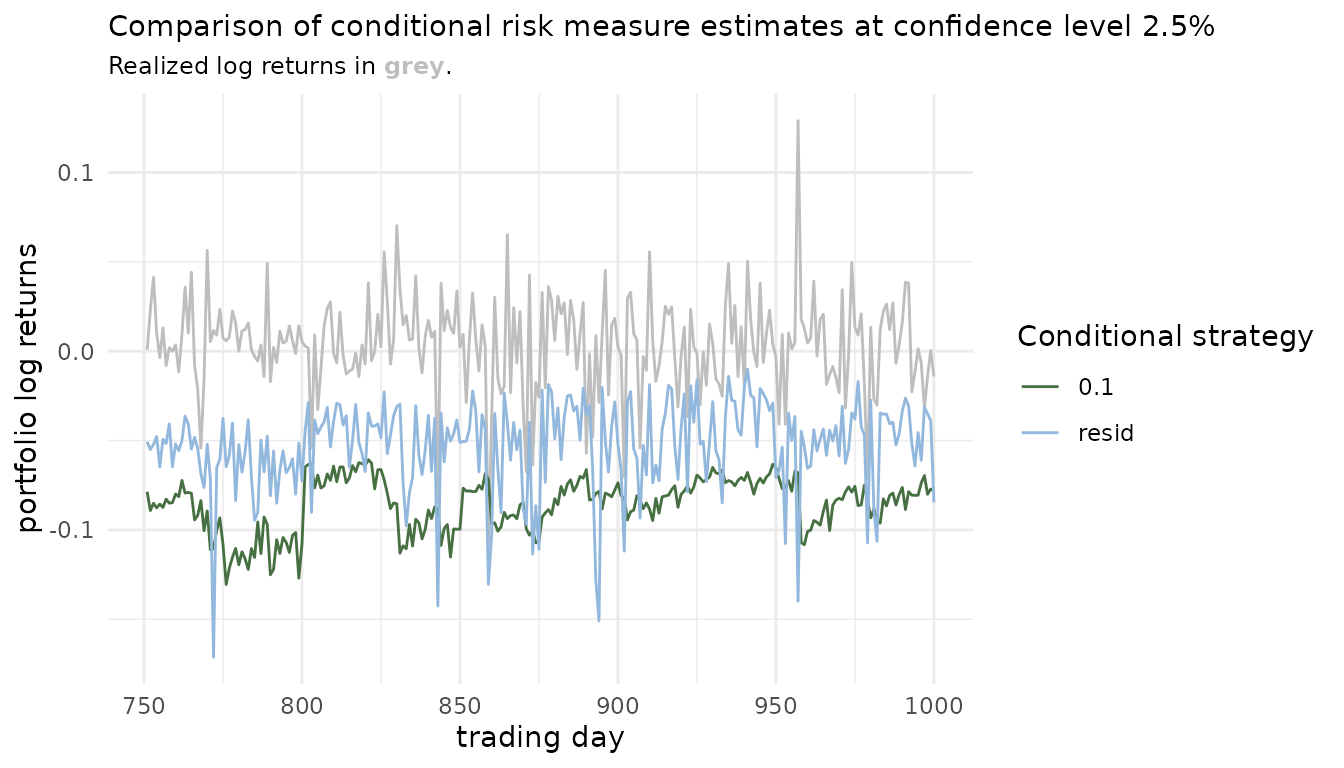 Comparison of conditional risk measure estimates at confidence level 2.5%
Realized log returns in grey.
portfolio log returns
0.1
0.0
-0.1
750 800 850 900 950 1000
trading day
Conditional strategy
0.1
resid